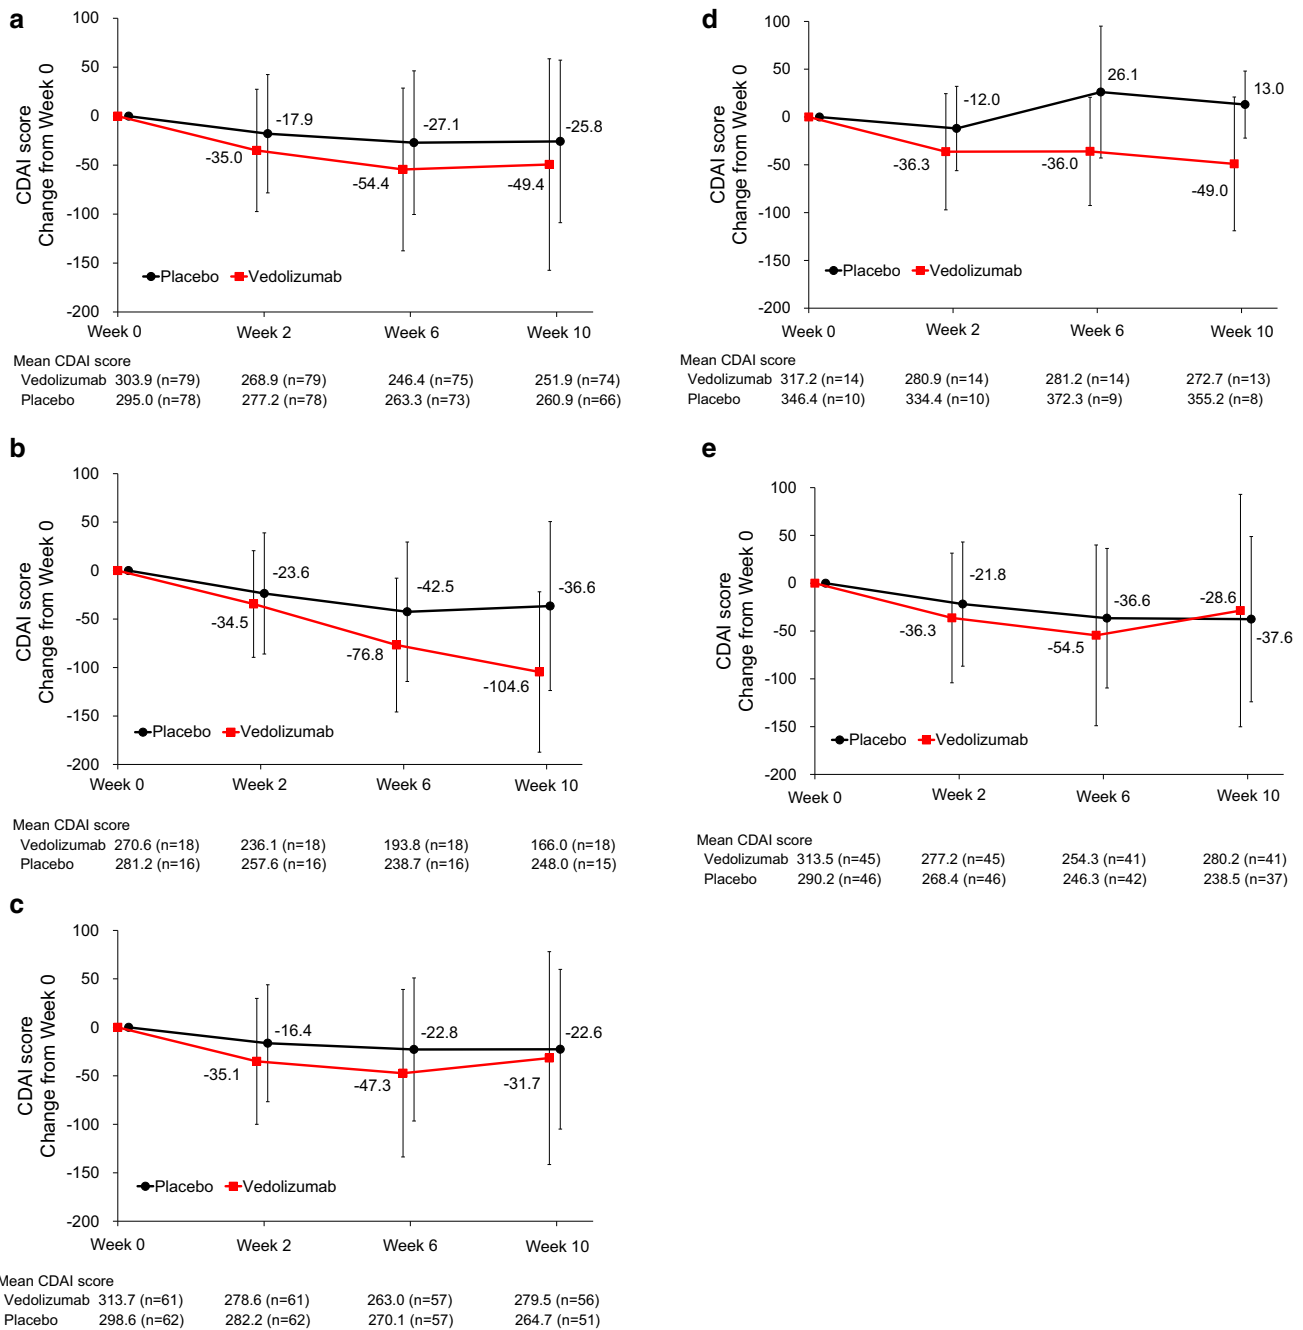 a
CDAI score
Change from Week 0
100
50
0
-50
-100
-150
-200
-17.9
-27.1
-25.8
-35.0
-54.4
-49.4
Placebo Vedolizumab
Week 0 Week 2 Week 6 Week 10
Mean CDAI score
Vedolizumab 303.9 (n=79) 268.9 (n=79) 246.4 (n=75) 251.9 (n=74)
Placebo 295.0 (n=78) 277.2 (n=78) 263.3 (n=73) 260.9 (n=66)
b
CDAI score
Change from Week 0
100
50
0
-50
-100
-150
-200
-23.6
-42.5
-36.6
-34.5
-76.8
-104.6
Placebo Vedolizumab
Week 0 Week 2 Week 6 Week 10
Mean CDAI score
Vedolizumab 270.6 (n=18) 236.1 (n=18) 193.8 (n=18) 166.0 (n=18)
Placebo 281.2 (n=16) 257.6 (n=16) 238.7 (n=16) 248.0 (n=15)
c
CDAI score
Change from Week 0
100
50
0
-50
-100
-150
-200
-16.4
-22.8
-22.6
-35.1
-47.3
-31.7
Placebo Vedolizumab
Week 0 Week 2 Week 6 Week 10
Mean CDAI score
Vedolizumab 313.7 (n=61) 278.6 (n=61) 263.0 (n=57) 279.5 (n=56)
Placebo 298.6 (n=62) 282.2 (n=62) 270.1 (n=57) 264.7 (n=51)
d
CDAI score
Change from Week 0
100
50
0
-50
-100
-150
-200
-12.0
26.1
13.0
-36.3
-36.0
-49.0
Placebo Vedolizumab
Week 0 Week 2 Week 6 Week 10
Mean CDAI score
Vedolizumab 317.2 (n=14) 280.9 (n=14) 281.2 (n=14) 272.7 (n=13)
Placebo 346.4 (n=10) 334.4 (n=10) 372.3 (n=9) 355.2 (n=8)
e
CDAI score
Change from Week 0
100
50
0
-50
-100
-150
-200
-21.8
-36.6
-28.6
-36.3
-54.5
-37.6
Placebo Vedolizumab
Week 0 Week 2 Week 6 Week 10
Mean CDAI score
Vedolizumab 313.5 (n=45) 277.2 (n=45) 254.3 (n=41) 280.2 (n=41)
Placebo 290.2 (n=46) 268.4 (n=46) 246.3 (n=42) 238.5 (n=37)